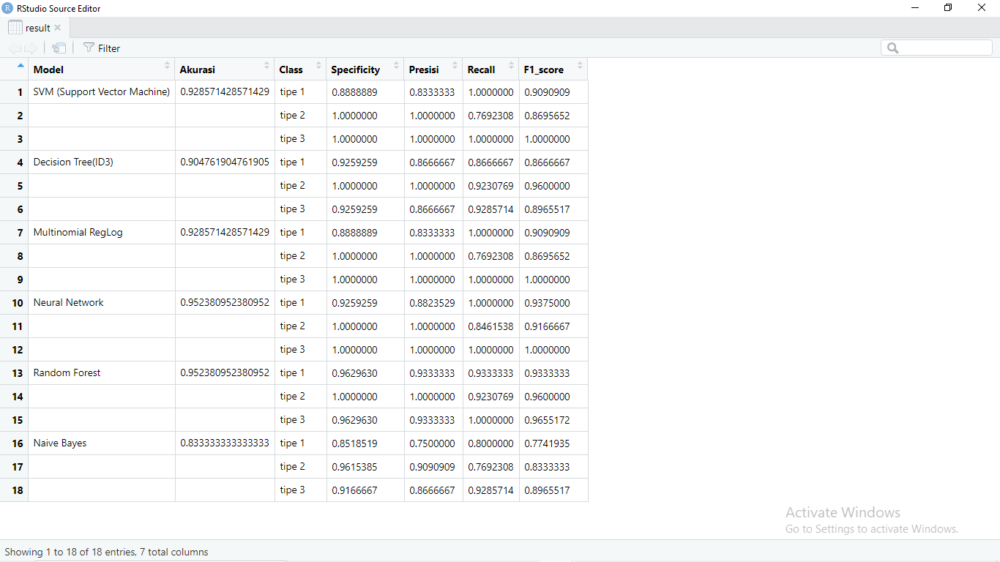 R RStudio Source Editor
result
Filter
Model Akurasi Class Specificity Presisi Recall F1_score
1 SVM (Support Vector Machine) 0.928571428571429 tipe 1 0.8888889 0.8333333 1.0000000 0.9090909
2 tipe 2 1.0000000 1.0000000 0.7692308 0.8695652
3 tipe 3 1.0000000 1.0000000 1.0000000 1.0000000
4 Decision Tree(ID3) 0.904761904761905 tipe 1 0.9259259 0.8666667 0.8666667 0.8666667
5 tipe 2 1.0000000 1.0000000 0.9230769 0.9600000
6 tipe 3 0.9259259 0.8666667 0.9285714 0.8965517
7 Multinomial RegLog 0.928571428571429 tipe 1 0.8888889 0.8333333 1.0000000 0.9090909
8 tipe 2 1.0000000 1.0000000 0.7692308 0.8695652
9 tipe 3 1.0000000 1.0000000 1.0000000 1.0000000
10 Neural Network 0.952380952380952 tipe 1 0.9259259 0.8823529 1.0000000 0.9375000
11 tipe 2 1.0000000 1.0000000 0.8461538 0.9166667
12 tipe 3 1.0000000 1.0000000 1.0000000 1.0000000
13 Random Forest 0.952380952380952 tipe 1 0.9629630 0.9333333 0.9333333 0.9333333
14 tipe 2 1.0000000 1.0000000 0.9230769 0.9600000
15 tipe 3 0.9629630 0.9333333 1.0000000 0.9655172
16 Naive Bayes 0.833333333333333 tipe 1 0.8518519 0.7500000 0.8000000 0.7741935
17 tipe 2 0.9615385 0.9090909 0.7692308 0.8333333
18 tipe 3 0.9166667 0.8666667 0.9285714 0.8965517
Activate Windows
Go to Settings to activate Windows.
Showing 1 to 18 of 18 entries, 7 total columns